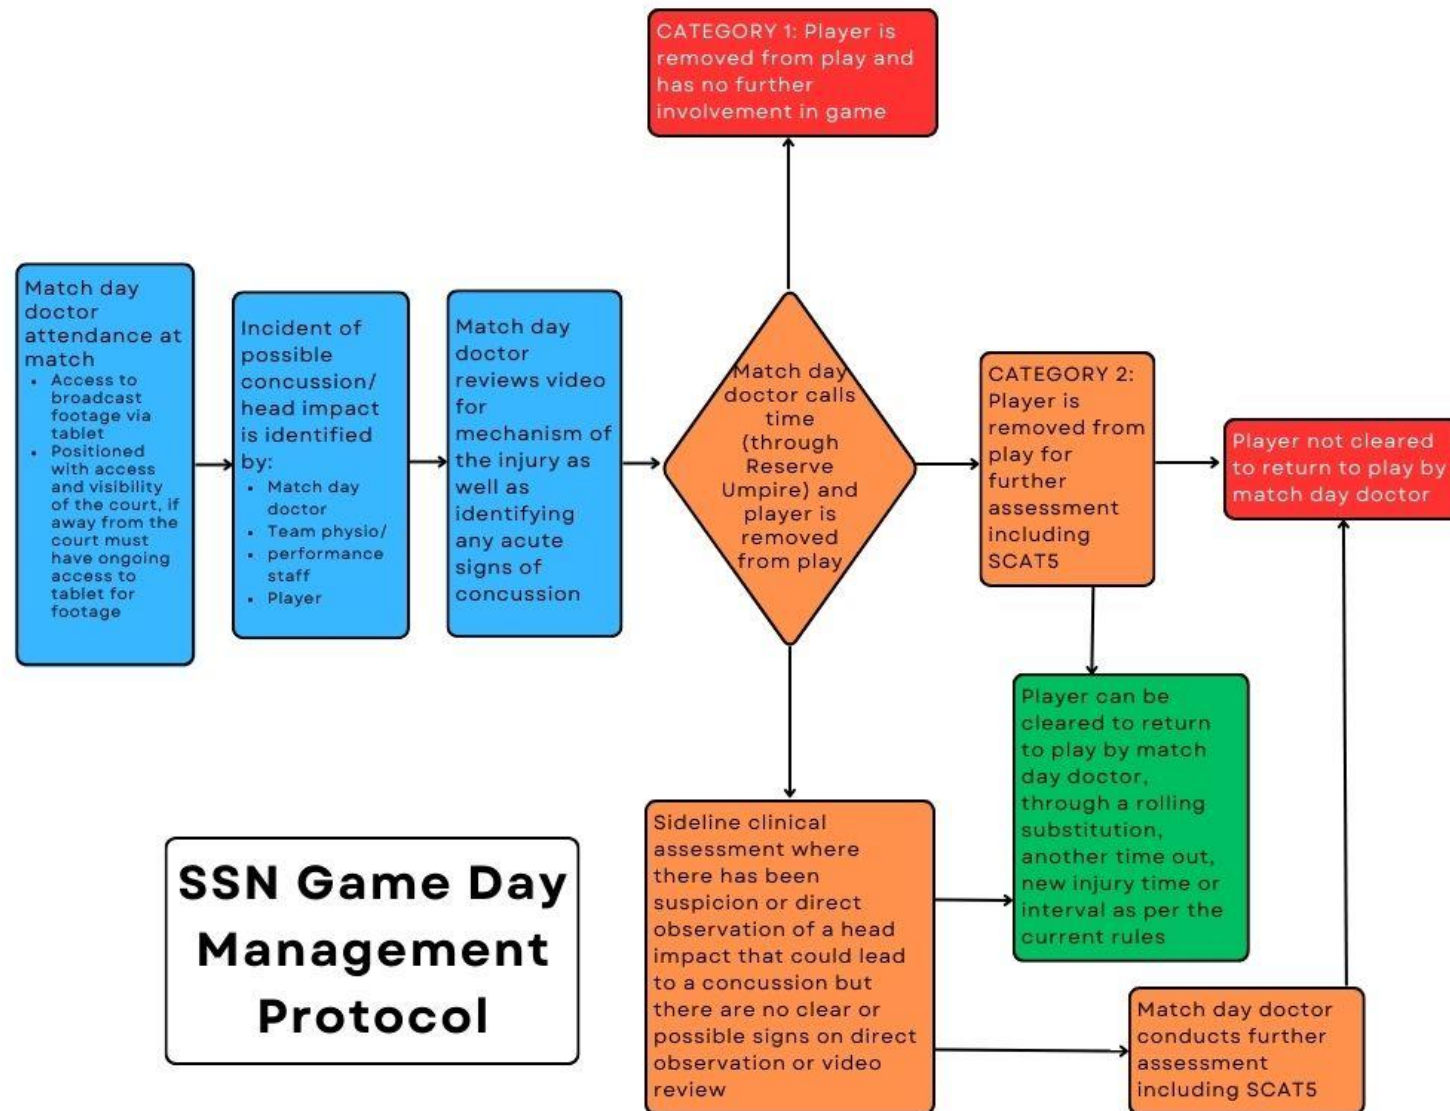 CATEGORY 1: Player is
removed from play and
has no further
involvement in game
Match day
doctor
attendance at
match
• Access to
broadcast
footage via
tablet
• Positioned with
access
and visibility
of the court, if
away from the
court must
have ongoing
access to
tablet for
footage
Incident of
possible
concussion/
head impact
is identified
by:
• Match day
doctor
• Team physio/
• performance
staff
• Player
Match day
doctor
reviews video
for
mechanism of
the injury as
well as
identifying
any acute
signs of
concussion
Match day
doctor calls
time
(through
Reserve
Umpire) and
player is
removed
from play
CATEGORY 2:
Player is
removed from
play for
further
assessment
including
SCAT5
Player not cleared
to return to play by
match day doctor
Player can be
cleared to return
to play by match
day doctor,
through a rolling
substitution,
another time out,
new injury time or
interval as per the
current rules
Sideline clinical
assessment where
there has been
suspicion or direct
observation of a head
impact that could lead
to a concussion but
there are no clear or
possible signs on direct
observation or video
review
Match day doctor
conducts further
assessment
including SCAT5
SSN Game Day
Management
Protocol